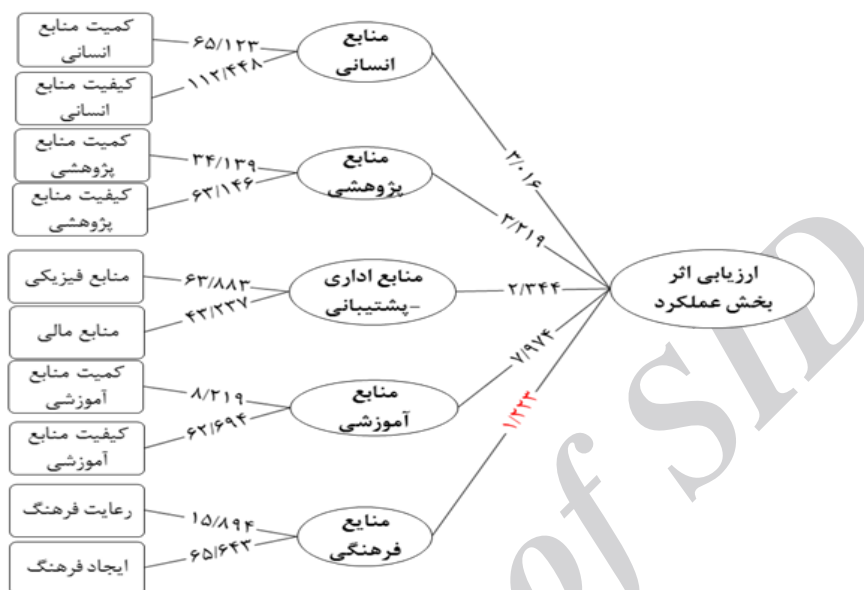 کمیت منابع
انسانی
۶۵/۱۲۳
منابع
انسانی
کیفیت منابع
انسانی
۱۱۲/۴۴۸
۳/۰۱۶
کمیت منابع
پژوهشی
۳۴/۱۳۹
منابع
پژوهشی
کیفیت منابع
پژوهشی
۶۳/۱۴۶
۳/۲۱۹
منابع فیزیکی
۶۳/۸۸۳
منابع اداری
-پشتیبانی
منابع مالی
۴۳/۲۳۷
۲/۳۴۴
ارزیابی اثر
بخش عملکرد
کمیت منابع
آموزشی
۸/۲۱۹
منابع
آموزشی
کیفیت منابع
آموزشی
۶۲/۶۹۴
۷/۹۷۴
رعایت فرهنگ
۱۵/۸۹۴
منابع
فرهنگی
ایجاد فرهنگ
۶۵/۶۴۳
۱/۲۲۳
of SID